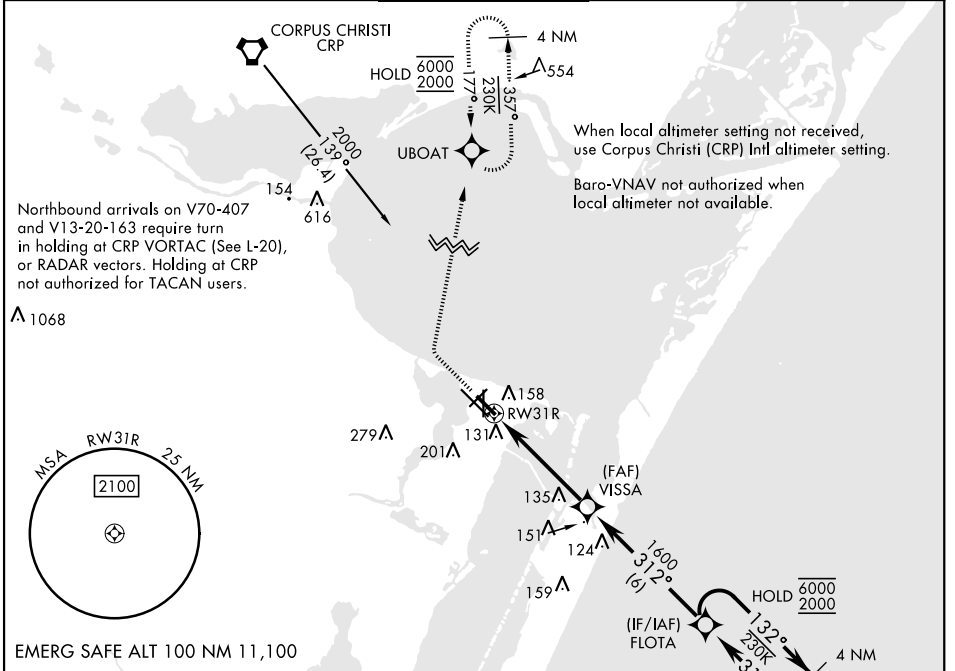 CORPUS CHRISTI
CRP
4 NM
HOLD 6000
2000
554
177°
230K
357°
UBOAT
When local altimeter setting not received,
use Corpus Christi (CRP) Intl altimeter setting.
Baro-VNAV not authorized when
local altimeter not available.
2000
139°
(26.4)
154
616
Northbound arrivals on V70-407
and V13-20-163 require turn
in holding at CRP VORTAC (See L-20),
or RADAR vectors. Holding at CRP
not authorized for TACAN users.
1068
158
RW31R
279
201
131
MSA RW31R 25 NM
2100
(FAF)
VISSA
135
151
124
159
1600
312°
(6)
HOLD 6000
2000
(IF/IAF)
FLOTA
132°
230K
4 NM
EMERG SAFE ALT 100 NM 11,100